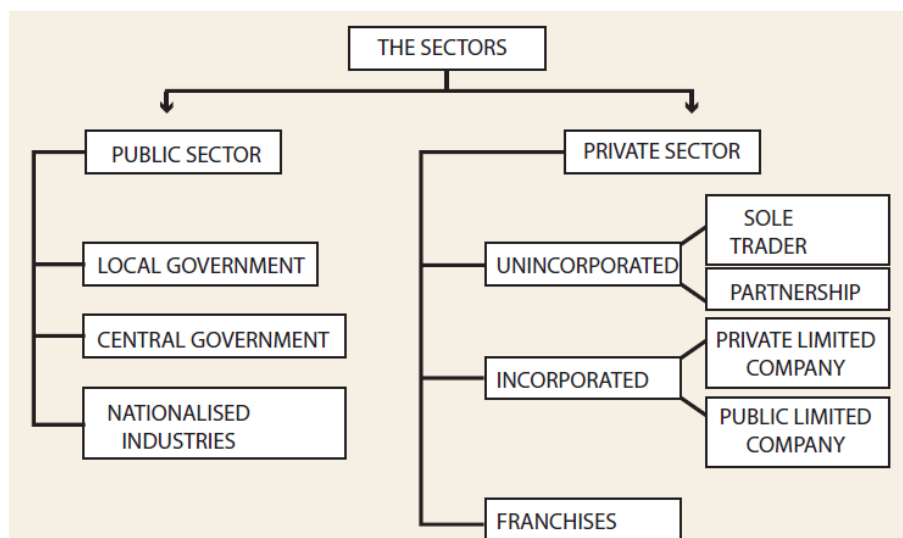 THE SECTORS
PUBLIC SECTOR
LOCAL GOVERNMENT
CENTRAL GOVERNMENT
NATIONALISED
INDUSTRIES
PRIVATE SECTOR
UNINCORPORATED
SOLE
TRADER
PARTNERSHIP
INCORPORATED
PRIVATE LIMITED
COMPANY
PUBLIC LIMITED
COMPANY
FRANCHISES